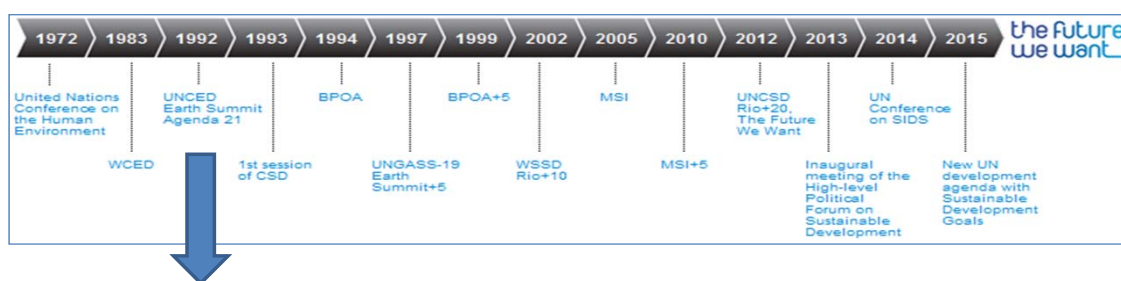 1972 1983 1992 1993 1994 1997 1999 2002 2005 2010 2012 2013 2014 2015
the future
we want
United Nations
Conference on
the Human
Environment
WCED
UNCED
Earth Summit
Agenda 21
1st session
of CSD
BPOA
UNGASS-19
Earth
Summit+5
BPOA+5
WSSD
Rio+10
MSI
MSI+5
UNCSD
Rio+20,
The Future
We Want
Inaugural
meeting of the
High-level
Political
Forum on
Sustainable
Development
UN
Conference
on SIDS
New UN
development
agenda with
Sustainable
Development
Goals